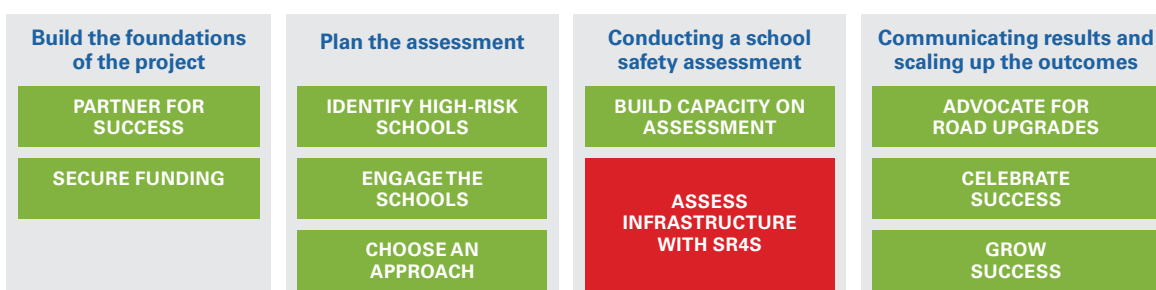 Build the foundations
of the project
PARTNER FOR
SUCCESS
SECURE FUNDING
Plan the assessment
IDENTIFY HIGH-RISK
SCHOOLS
ENGAGE THE
SCHOOLS
CHOOSE AN
APPROACH
Conducting a school
safety assessment
BUILD CAPACITY ON
ASSESSMENT
ASSESS
INFRASTRUCTURE
WITH SR4S
Communicating results and
scaling up the outcomes
ADVOCATE FOR
ROAD UPGRADES
CELEBRATE
SUCCESS
GROW
SUCCESS